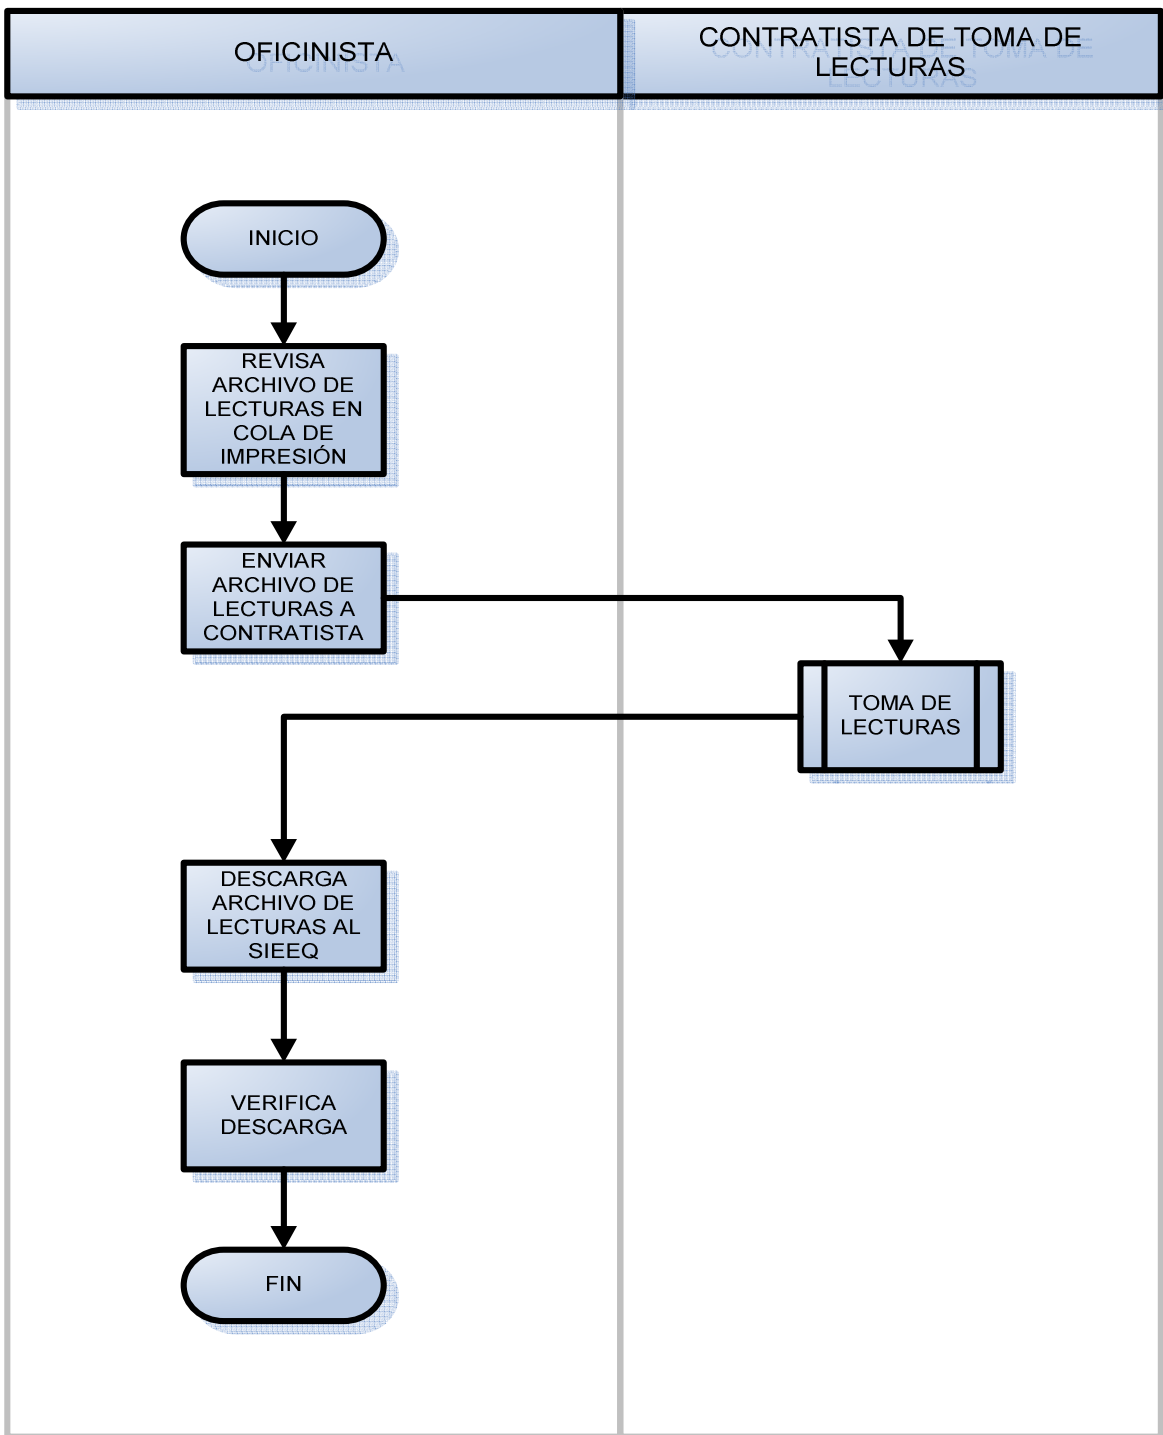 OFICINISTA
CONTRATISTA DE TOMA DE
LECTURAS
INICIO
REVISA
ARCHIVO DE
LECTURAS EN
COLA DE
IMPRESIÓN
ENVIAR
ARCHIVO DE
LECTURAS A
CONTRATISTA
TOMA DE
LECTURAS
DESCARGA
ARCHIVO DE
LECTURAS AL
SIEEQ
VERIFICA
DESCARGA
FIN